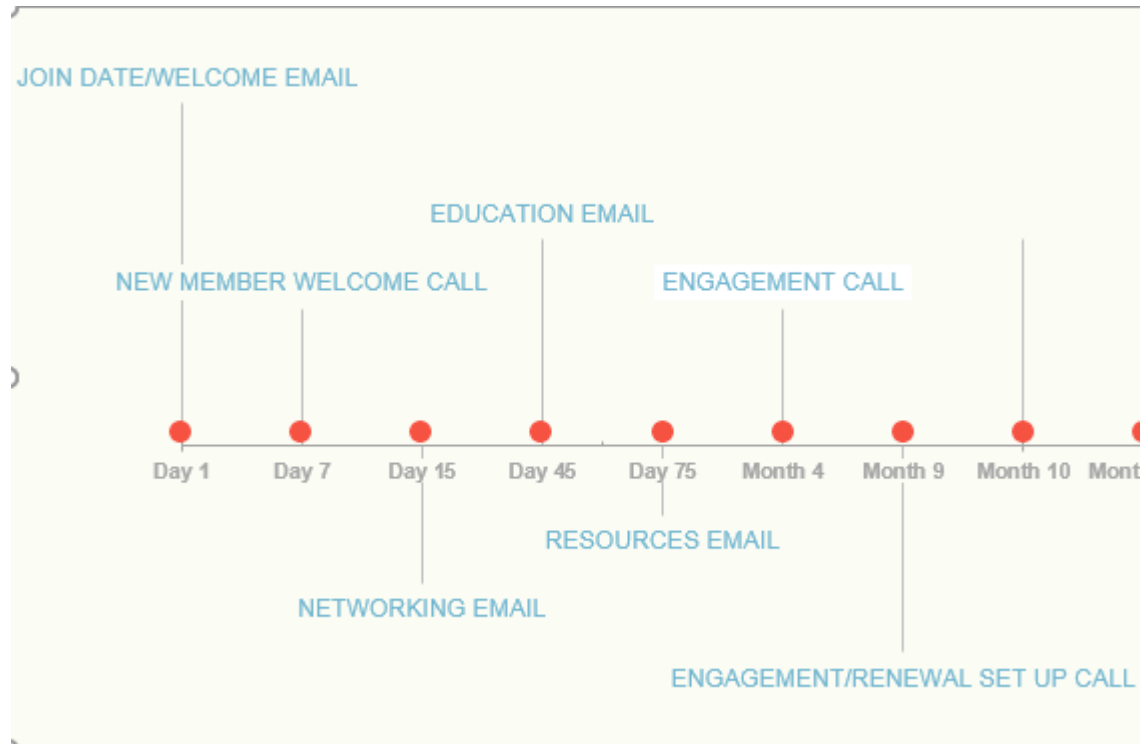 JOIN DATE/WELCOME EMAIL
EDUCATION EMAIL
NEW MEMBER WELCOME CALL
ENGAGEMENT CALL
Day 1
Day 7
Day 15
Day 45
Day 75
Month 4
Month 9
Month 10
Mont
RESOURCES EMAIL
NETWORKING EMAIL
ENGAGEMENT/RENEWAL SET UP CALL